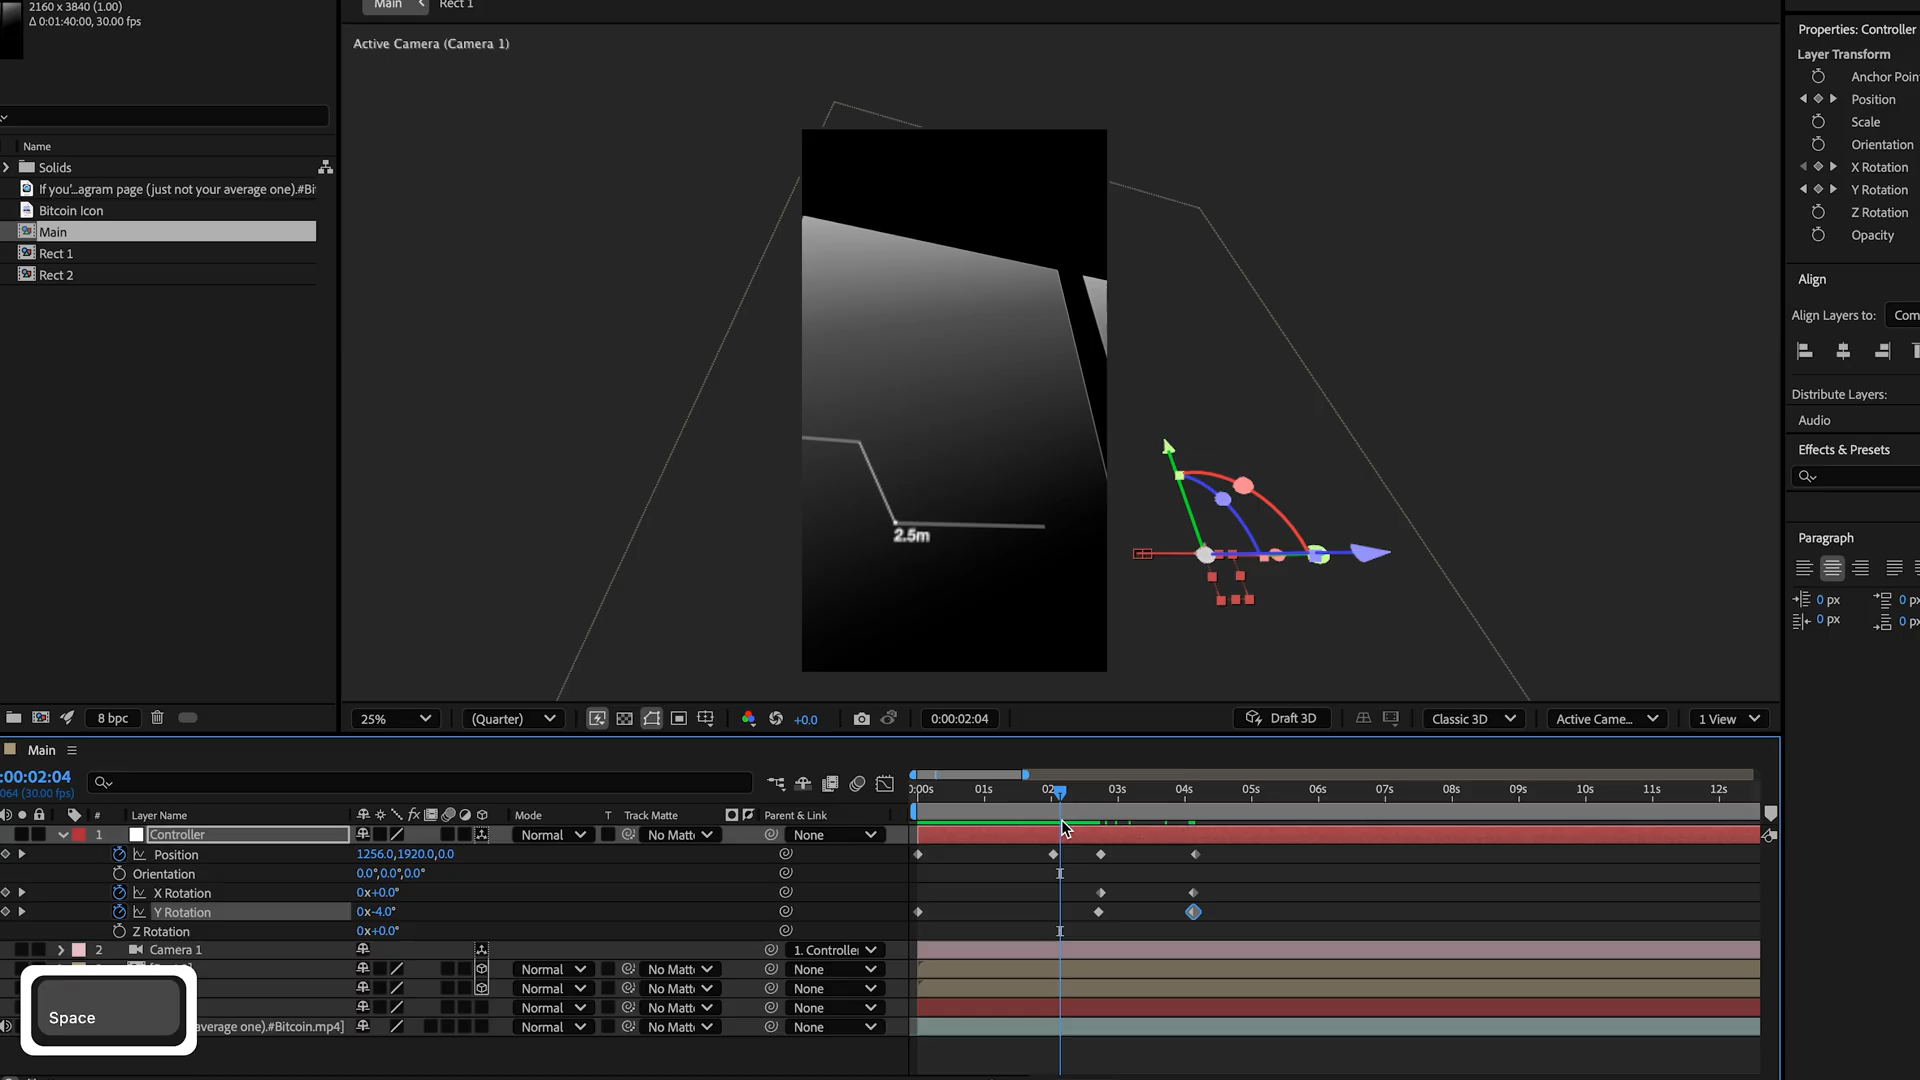 2160 x 3840 (1.00)
Δ 0:01:40:00, 30.00 fps
Main
Rect 1
Active Camera (Camera 1)
Name
Solids
If you'...agram page (just not your average one).#Bi
Bitcoin Icon
Main
Rect 1
Rect 2
8 bpc
2.5m
25%
(Quarter)
+0.0
0:00:02:04
Draft 3D
Classic 3D
Active Came...
1 View
Properties: Controller
Layer Transform
Anchor Poin
Position
Scale
Orientation
X Rotation
Y Rotation
Z Rotation
Opacity
Align
Align Layers to:
Com
Distribute Layers:
Audio
Effects & Presets
Paragraph
0 px
0 px
0 px
0 p
Main
:00:02:04
064 (30.00 fps)
0:00s 01s 02 03s 04s 05s 06s 07s 08s 09s 10s 11s 12s
# Layer Name fx Mode T Track Matte Parent & Link
1 Controller Normal No Matt None
Position 1256.0,1920.0,0.0
Orientation 0.0°,0.0°,0.0°
X Rotation 0x+0.0°
Y Rotation 0x-4.0°
Z Rotation 0x+0.0°
2 Camera 1 1. Controller
Normal No Matt None
Normal No Matt None
Normal No Matt None
average one).#Bitcoin.mp4] Normal No Matt None
Space